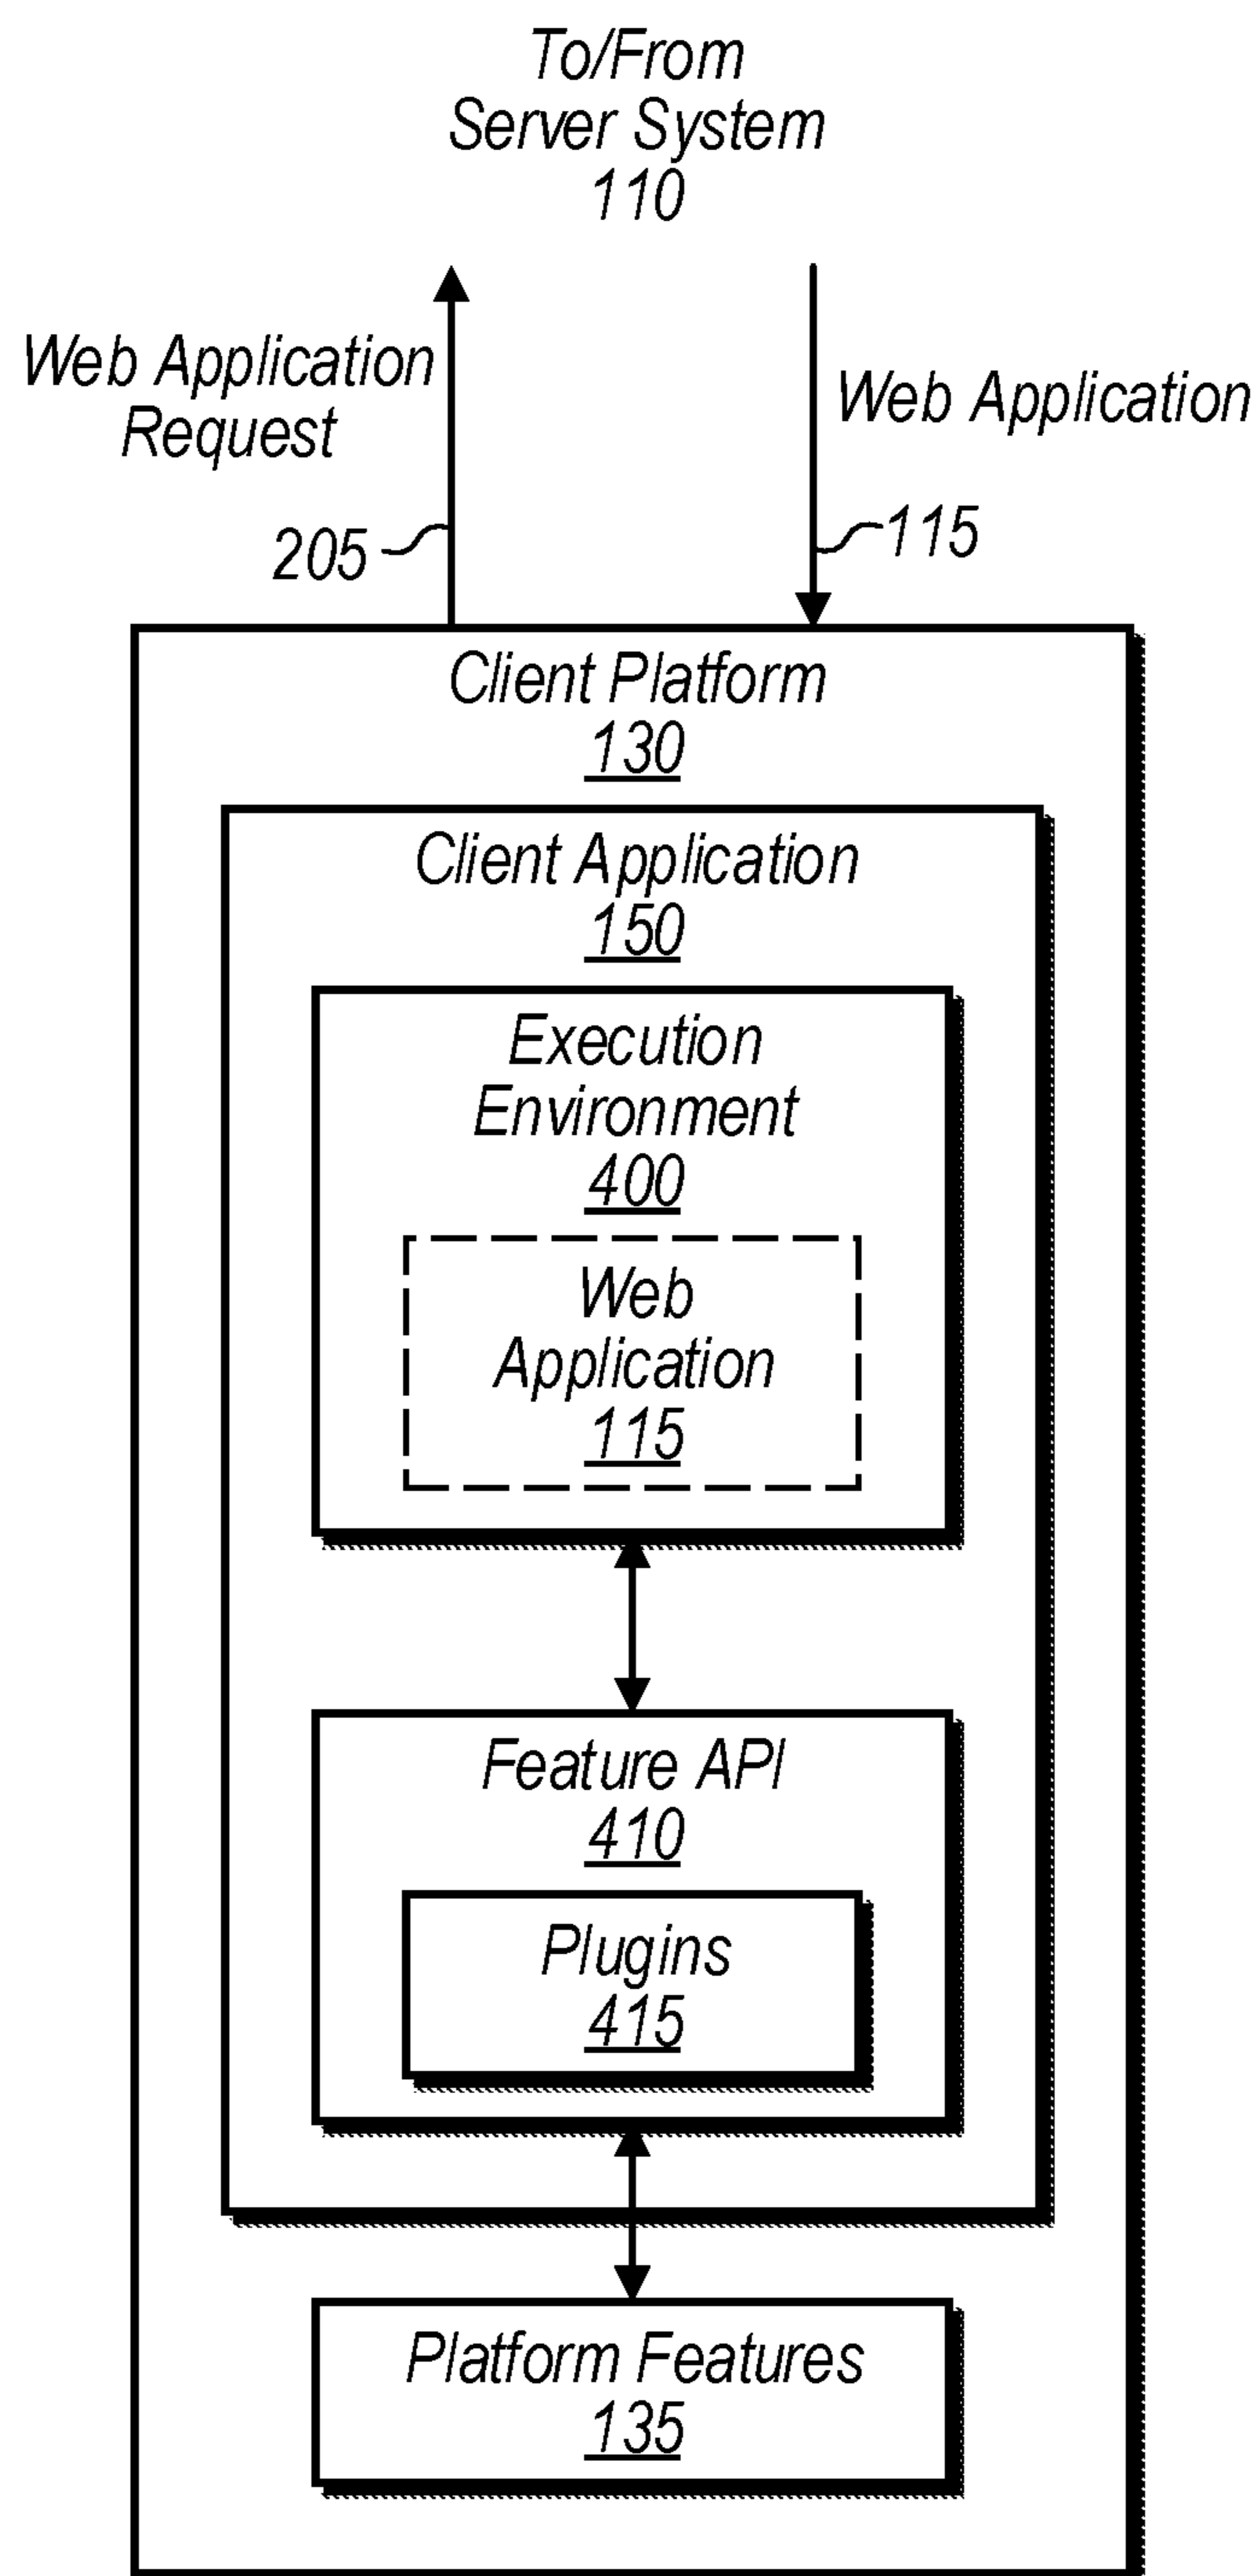 To/From
Server System
110
Web Application
Request
Web Application
205
115
Client Platform
130
Client Application
150
Execution
Environment
400
Web
Application
115
Feature API
410
Plugins
415
Platform Features
135